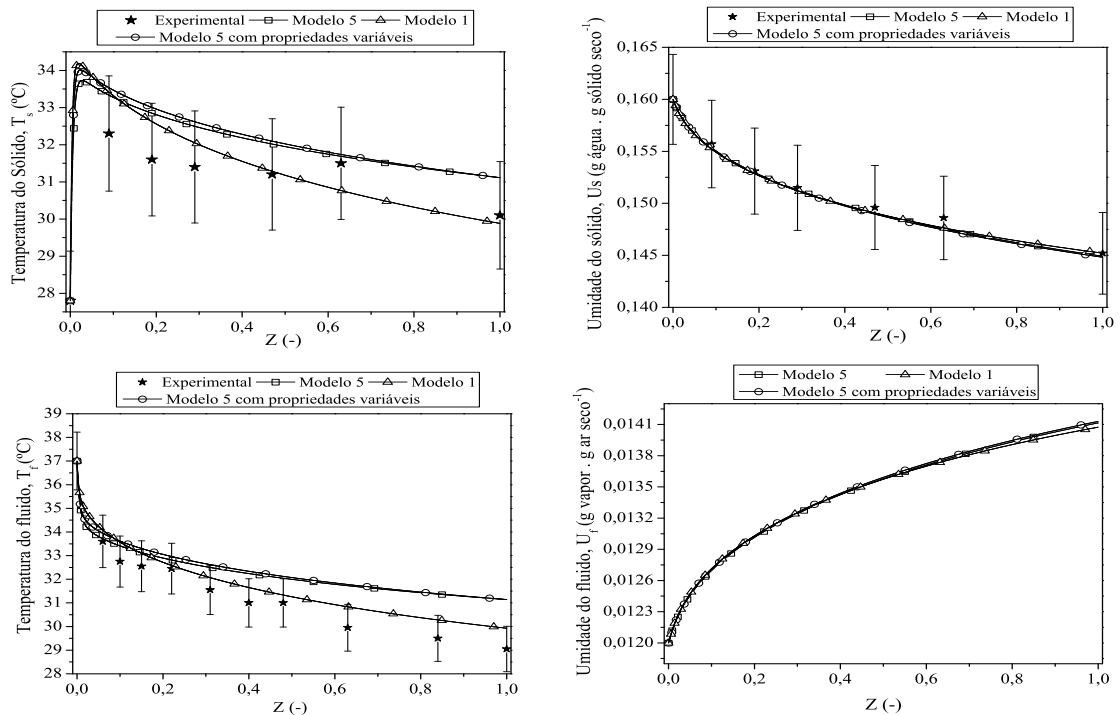 Experimental Modelo 5 Modelo 1
Modelo 5 com propriedades variáveis
Temperatura do Sólido, Ts (ºC)
34
33
32
31
30
29
28
0,0 0,2 0,4 0,6 0,8 1,0
Z (-)
Experimental Modelo 5 Modelo 1
Modelo 5 com propriedades variáveis
Umidade do sólido, Us (g água . g sólido seco-1)
0,165
0,160
0,155
0,150
0,145
0,140
0,0 0,2 0,4 0,6 0,8 1,0
Z (-)
Experimental Modelo 5 Modelo 1
Modelo 5 com propriedades variáveis
Temperatura do fluido, Tf (ºC)
39
37
36
35
34
33
32
31
29
28
0,0 0,2 0,4 0,6 0,8 1,0
Z (-)
Modelo 5 Modelo 1
Modelo 5 com propriedades variáveis
Umidade do fluido, Uf (g vapor . g ar seco-1)
0,0141
0,0138
0,0135
0,0132
0,0129
0,0126
0,0123
0,0120
0,0 0,2 0,4 0,6 0,8 1,0
Z (-)